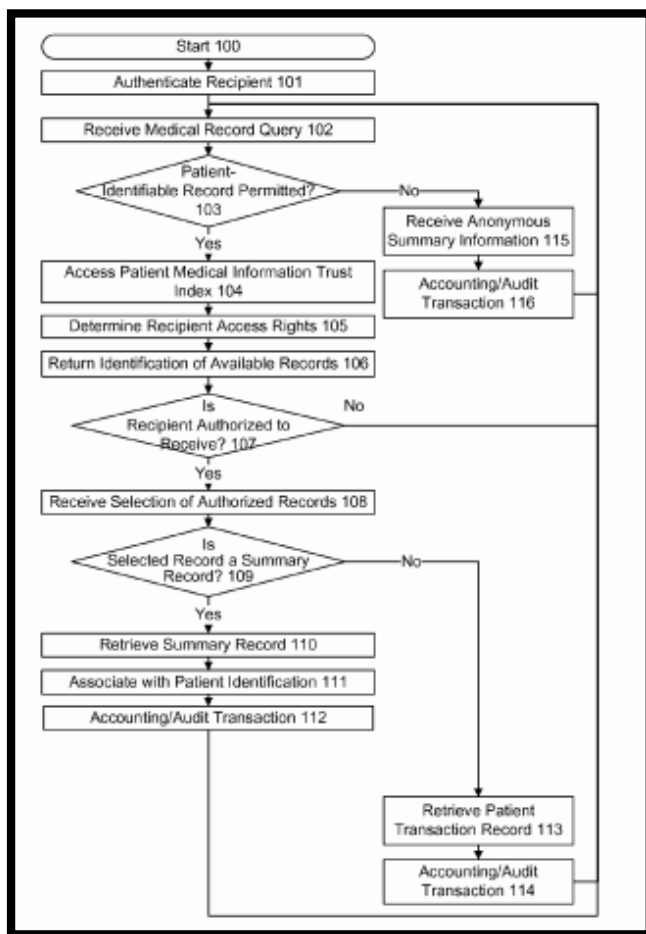 Start 100
Authenticate Recipient 101
Receive Medical Record Query 102
Patient-
Identifiable Record Permitted?
103
No
Yes
Receive Anonymous
Summary Information 115
Accounting/Audit
Transaction 116
Access Patient Medical Information Trust
Index 104
Determine Recipient Access Rights 105
Return Identification of Available Records 106
Is
Recipient Authorized to
Receive? 107
No
Yes
Receive Selection of Authorized Records 108
Is
Selected Record a Summary
Record? 109
No
Yes
Retrieve Summary Record 110
Associate with Patient Identification 111
Accounting/Audit Transaction 112
Retrieve Patient
Transaction Record 113
Accounting/Audit
Transaction 114